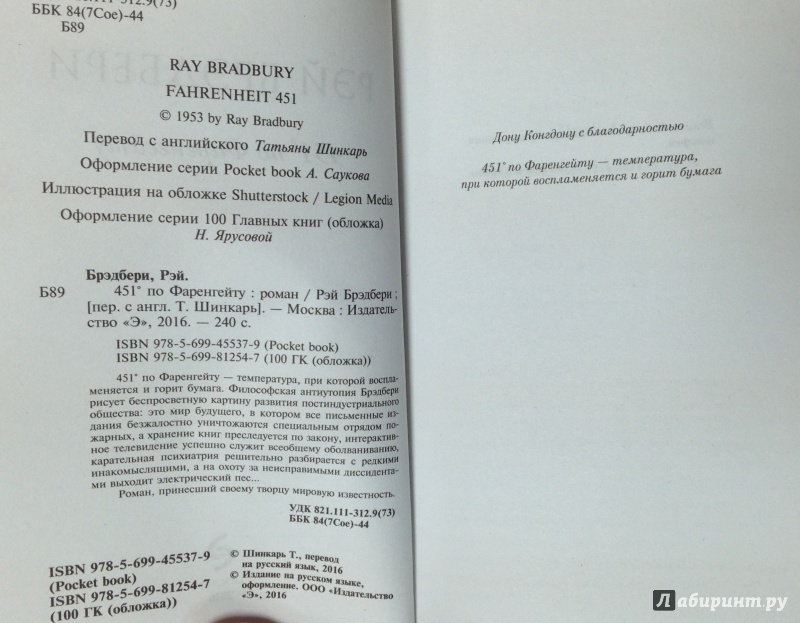 ББК 84(7Сое)-44
Б89
RAY BRADBURY
FAHRENHEIT 451
© 1953 by Ray Bradbury
Перевод с английского Татьяны Шинкарь
Оформление серии Pocket book А. Саукова
Иллюстрация на обложке Shutterstock / Legion Media
Оформление серии 100 Главных книг (обложка)
Н. Ярусовой
Брэдбери, Рэй.
Б89 451° по Фаренгейту : роман / Рэй Брэдбери ;
[пер. с англ. Т. Шинкарь]. — Москва : Издатель-
ство «Э», 2016. — 240 с.
ISBN 978-5-699-45537-9 (Pocket book)
ISBN 978-5-699-81254-7 (100 ГК (обложка))
451° по Фаренгейту — температура, при которой воспла-
меняется и горит бумага. Философская антиутопия Брэдбери
рисует беспросветную картину развития постиндустриального
общества: это мир будущего, в котором все письменные из-
дания безжалостно уничтожаются специальным отрядом по-
жарных, а хранение книг преследуется по закону, интерактив-
ное телевидение успешно служит всеобщему оболваниванию,
карательная психиатрия решительно разбирается с редкими
инакомыслящими, а на охоту за неисправимыми диссидента-
ми выходит электрический пес...
Роман, принесший своему творцу мировую известность.
УДК 821.111-312.9(73)
ББК 84(7Сое)-44
ISBN 978-5-699-45537-9
(Pocket book)
ISBN 978-5-699-81254-7
(100 ГК (обложка))
© Шинкарь Т., перевод
на русский язык, 2016
© Издание на русском языке,
оформление. ООО «Издательство
«Э», 2016
Дону Конгдону с благодарностью
451° по Фаренгейту — температура,
при которой воспламеняется и горит бумага
Лабиринт.ру